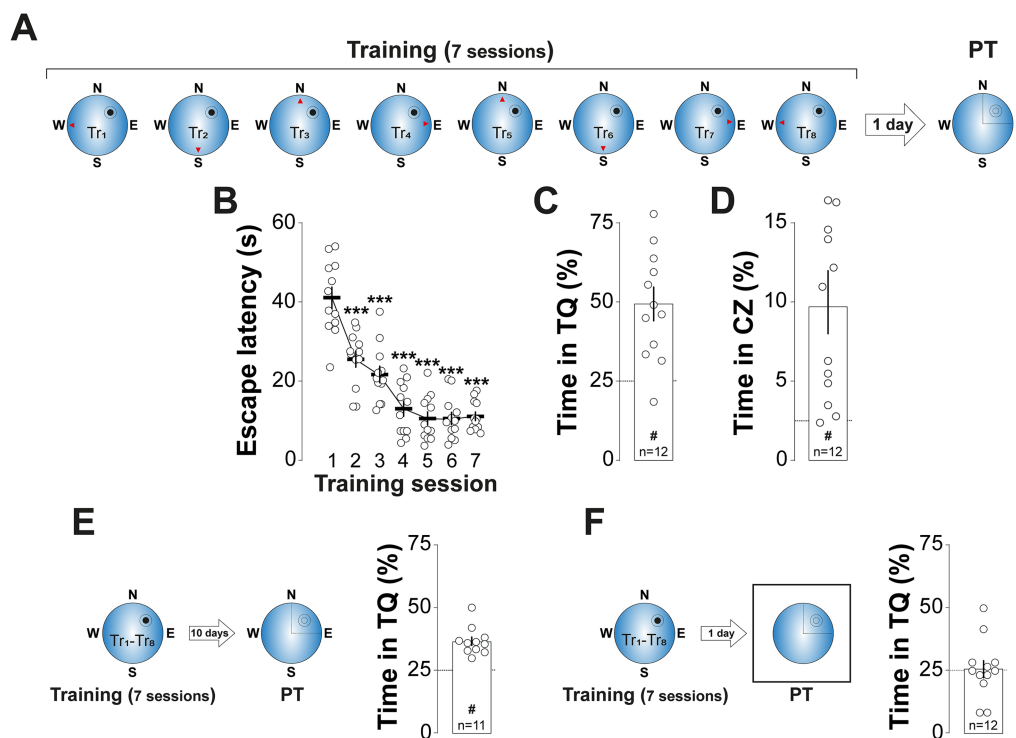 A
Training (7 sessions)
PT
N N N N N N N N N
W Tr₁ E W Tr₂ E W Tr₃ E W Tr₄ E W Tr₅ E W Tr₆ E W Tr₇ E W Tr₈ E 1 day W E
S S S S S S S S S
B
Escape latency (s)
60
40
20
0
*** *** *** *** *** ***
1 2 3 4 5 6 7
Training session
C
Time in TQ (%)
75
50
25
0
#
n=12
D
Time in CZ (%)
15
10
5
0
#
n=12
E
N N
W Tr₁-Tr₈ E 10 days W E
S S
Training (7 sessions) PT
Time in TQ (%)
75
50
25
0
#
n=11
F
N
W Tr₁-Tr₈ E 1 day
S
Training (7 sessions) PT
Time in TQ (%)
75
50
25
0
n=12